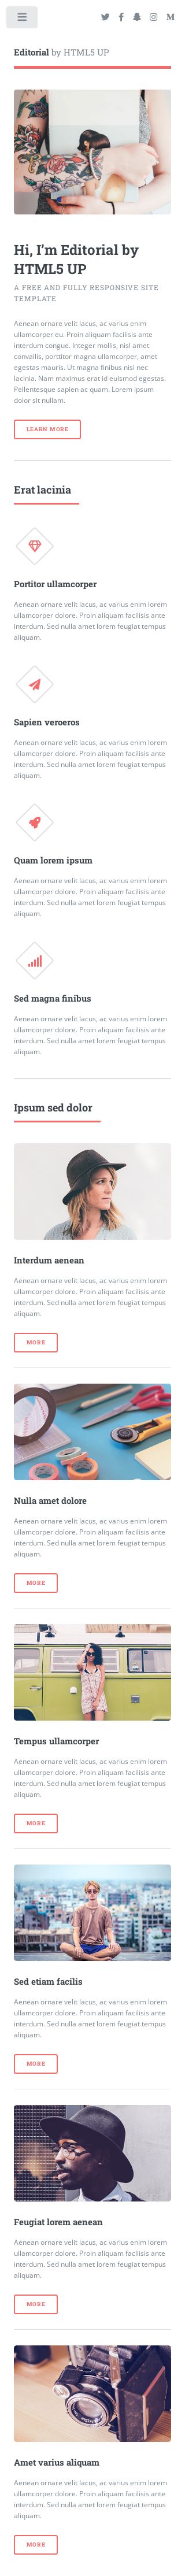 Editorial by HTML5 UP
Hi, I'm Editorial by
HTML5 UP
A FREE AND FULLY RESPONSIVE SITE
TEMPLATE
Aenean ornare velit lacus, ac varius enim
ullamcorper eu. Proin aliquam facilisis ante
interdum congue. Integer mollis, nisl amet
convallis, porttitor magna ullamcorper, amet
egestas mauris. Ut magna finibus nisi nec
lacinia. Nam maximus erat id euismod egestas.
Pellentesque sapien ac quam. Lorem ipsum
dolor sit nullam.
LEARN MORE
Erat lacinia
Portitor ullamcorper
Aenean ornare velit lacus, ac varius enim lorem
ullamcorper dolore. Proin aliquam facilisis ante
interdum. Sed nulla amet lorem feugiat tempus
aliquam.
Sapien veroeros
Aenean ornare velit lacus, ac varius enim lorem
ullamcorper dolore. Proin aliquam facilisis ante
interdum. Sed nulla amet lorem feugiat tempus
aliquam.
Quam lorem ipsum
Aenean ornare velit lacus, ac varius enim lorem
ullamcorper dolore. Proin aliquam facilisis ante
interdum. Sed nulla amet lorem feugiat tempus
aliquam.
Sed magna finibus
Aenean ornare velit lacus, ac varius enim lorem
ullamcorper dolore. Proin aliquam facilisis ante
interdum. Sed nulla amet lorem feugiat tempus
aliquam.
Ipsum sed dolor
Interdum aenean
Aenean ornare velit lacus, ac varius enim lorem
ullamcorper dolore. Proin aliquam facilisis ante
interdum. Sed nulla amet lorem feugiat tempus
aliquam.
MORE
Nulla amet dolore
Aenean ornare velit lacus, ac varius enim lorem
ullamcorper dolore. Proin aliquam facilisis ante
interdum. Sed nulla amet lorem feugiat tempus
aliquam.
MORE
Tempus ullamcorper
Aenean ornare velit lacus, ac varius enim lorem
ullamcorper dolore. Proin aliquam facilisis ante
interdum. Sed nulla amet lorem feugiat tempus
aliquam.
MORE
Sed etiam facilis
Aenean ornare velit lacus, ac varius enim lorem
ullamcorper dolore. Proin aliquam facilisis ante
interdum. Sed nulla amet lorem feugiat tempus
aliquam.
MORE
Feugiat lorem aenean
Aenean ornare velit lacus, ac varius enim lorem
ullamcorper dolore. Proin aliquam facilisis ante
interdum. Sed nulla amet lorem feugiat tempus
aliquam.
MORE
Amet varius aliquam
Aenean ornare velit lacus, ac varius enim lorem
ullamcorper dolore. Proin aliquam facilisis ante
interdum. Sed nulla amet lorem feugiat tempus
aliquam.
MORE